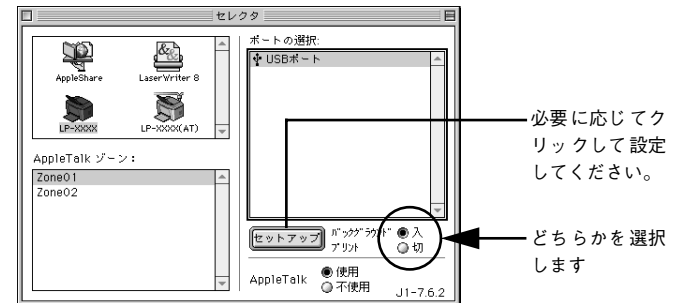 セレクタ
AppleShare
LaserWriter 8
LP-XXXX
LP-XXXX(AT)
AppleTalk ゾーン：
Zone01
Zone02
ポートの選択:
USBポート
セットアップ
ﾊﾞｯｸｸﾞﾗｳﾝﾄﾞ
ﾌﾟﾘﾝﾄ
入
切
AppleTalk
使用
不使用
J1-7.6.2
必要に応じてク
リックして設定
してください。
どちらかを選択
します